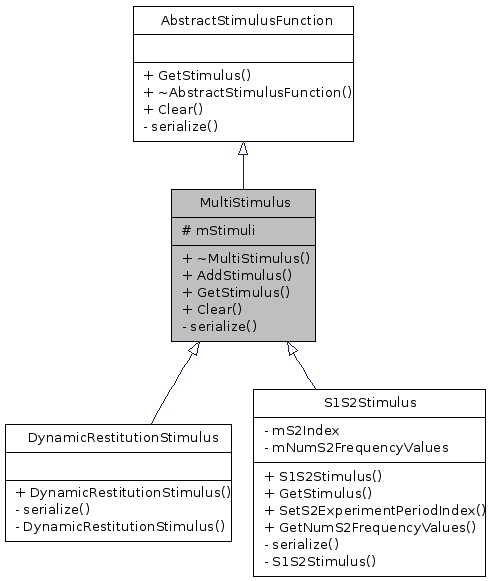 AbstractStimulusFunction
+ GetStimulus()
+ ~AbstractStimulusFunction()
+ Clear()
- serialize()
MultiStimulus
# mStimuli
+ ~MultiStimulus()
+ AddStimulus()
+ GetStimulus()
+ Clear()
- serialize()
DynamicRestitutionStimulus
+ DynamicRestitutionStimulus()
- serialize()
- DynamicRestitutionStimulus()
S1S2Stimulus
- mS2Index
- mNumS2FrequencyValues
+ S1S2Stimulus()
+ GetStimulus()
+ SetS2ExperimentPeriodIndex()
+ GetNumS2FrequencyValues()
- serialize()
- S1S2Stimulus()